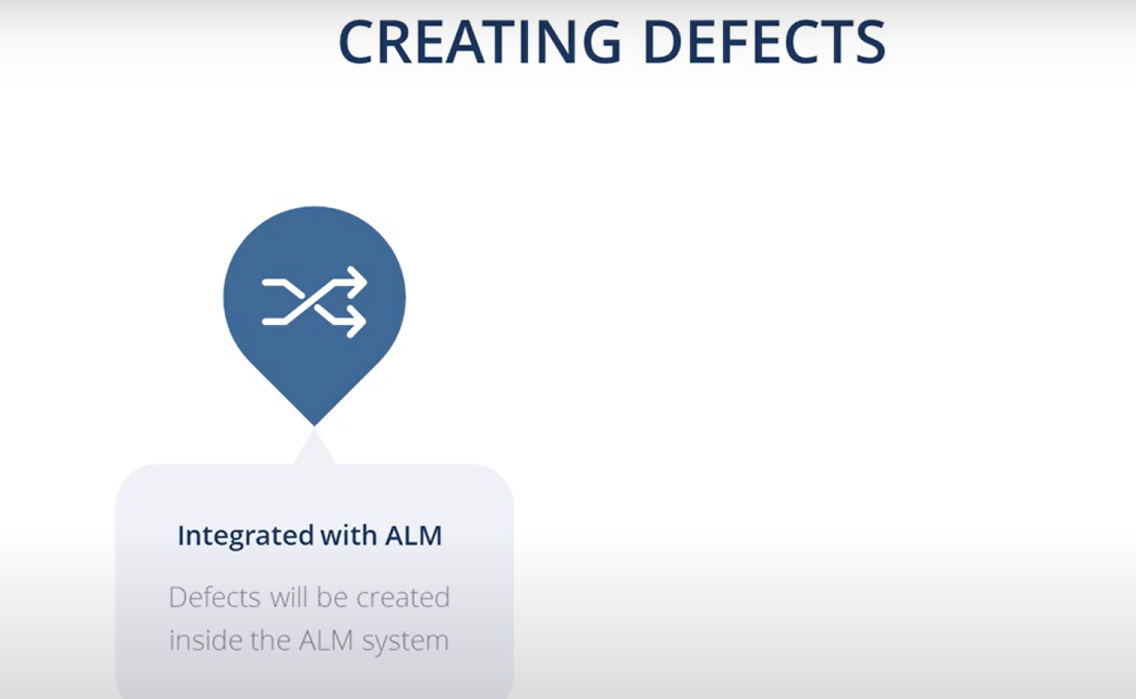 CREATING DEFECTS
Integrated with ALM
Defects will be created
inside the ALM system